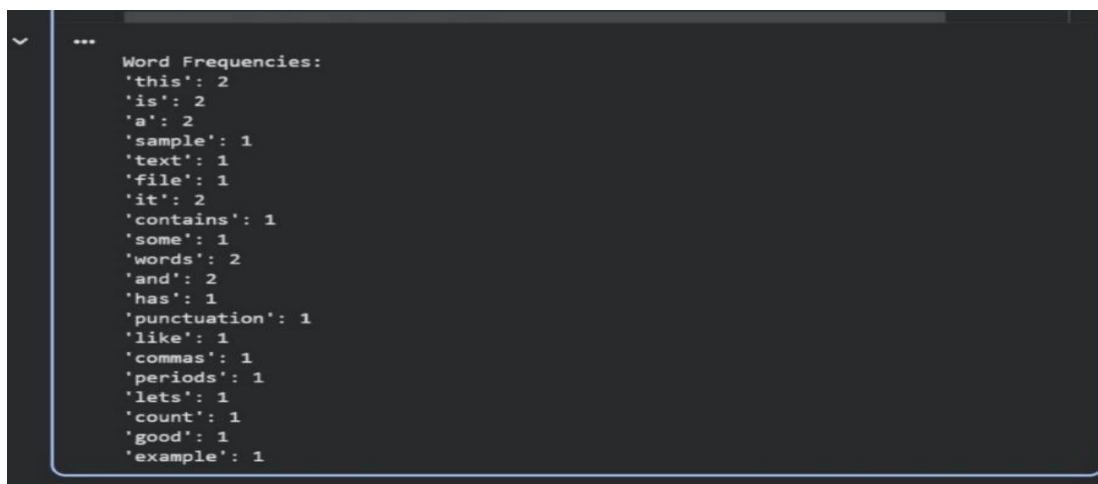 ...
Word Frequencies:
'this': 2
'is': 2
'a': 2
'sample': 1
'text': 1
'file': 1
'it': 2
'contains': 1
'some': 1
'words': 2
'and': 2
'has': 1
'punctuation': 1
'like': 1
'commas': 1
'periods': 1
'lets': 1
'count': 1
'good': 1
'example': 1